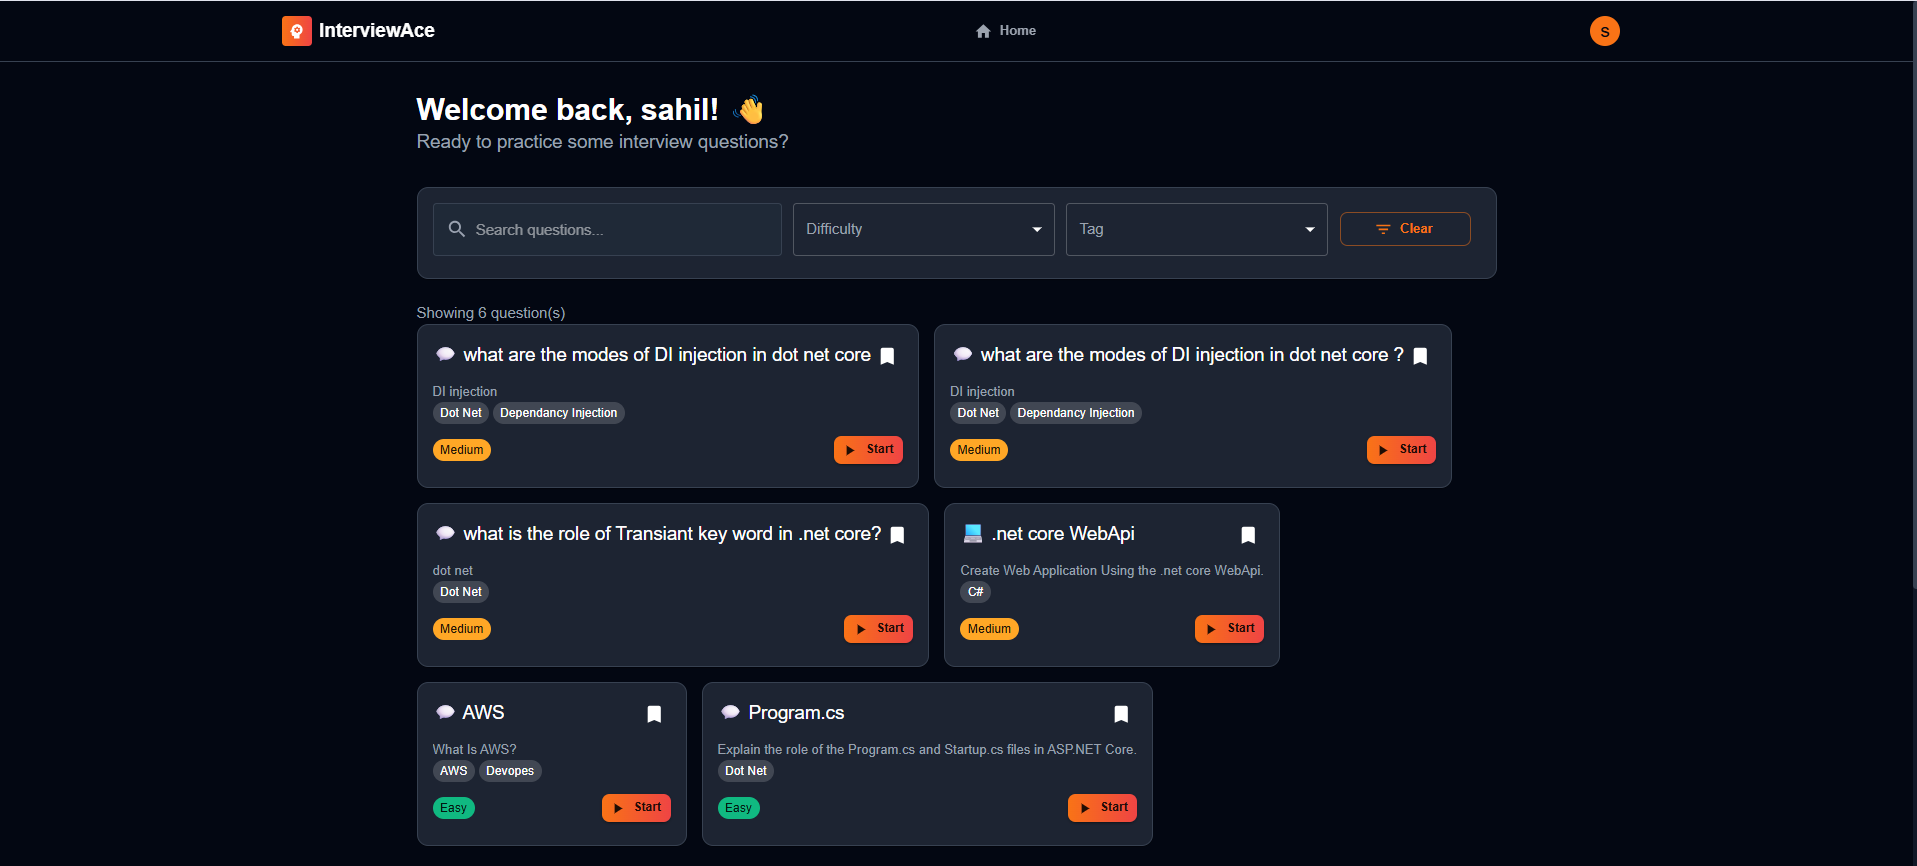 InterviewAce
Home
S
Welcome back, sahil! 👋
Ready to practice some interview questions?
Search questions...
Difficulty
Tag
Clear
Showing 6 question(s)
what are the modes of DI injection in dot net core
DI injection
Dot Net
Dependancy Injection
Medium
Start
what are the modes of DI injection in dot net core ?
DI injection
Dot Net
Dependancy Injection
Medium
Start
what is the role of Transiant key word in .net core?
dot net
Dot Net
Medium
Start
.net core WebApi
Create Web Application Using the .net core WebApi.
C#
Medium
Start
AWS
What Is AWS?
AWS
Devopes
Easy
Start
Program.cs
Explain the role of the Program.cs and Startup.cs files in ASP.NET Core.
Dot Net
Easy
Start